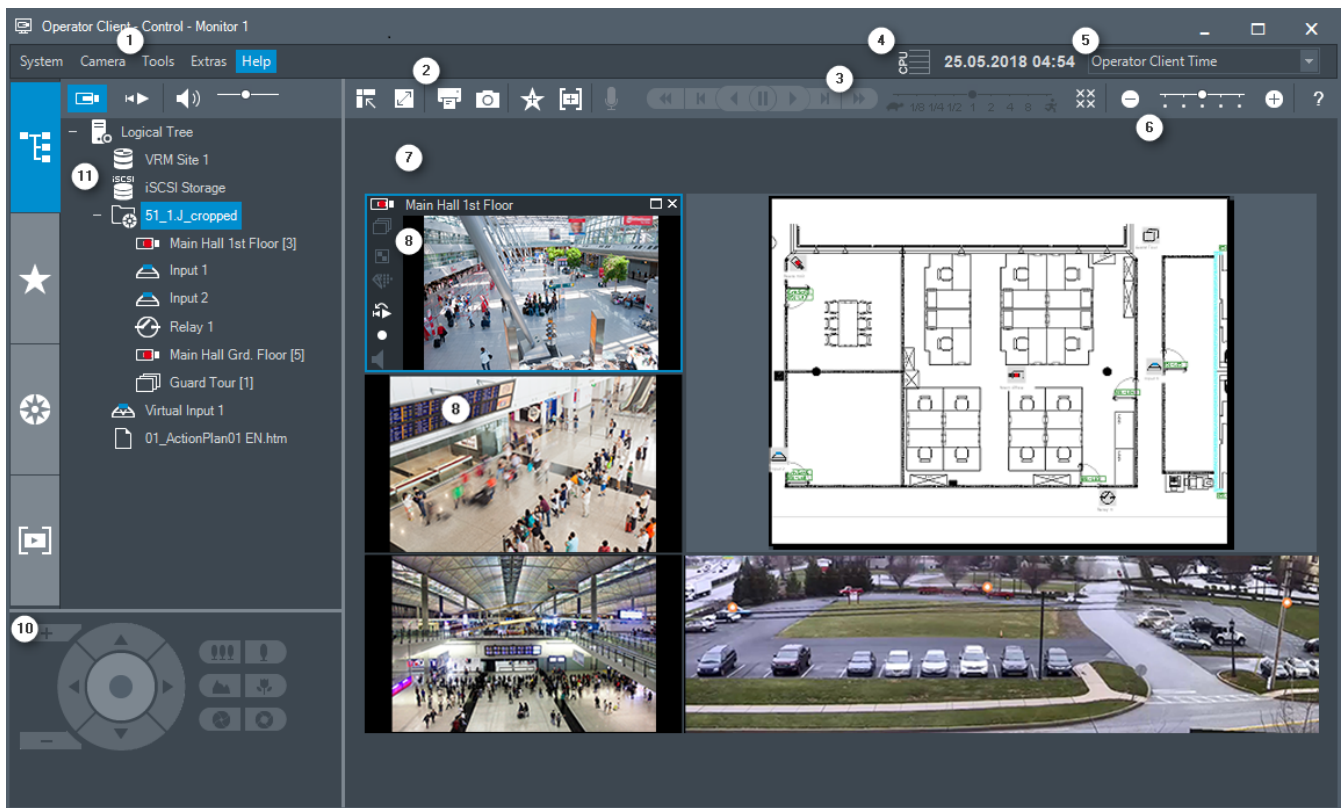 Operator Client - Control - Monitor 1
1
4
5
System Camera Tools Extras Help
CPU
25.05.2018 04:54
Operator Client Time
2
3
1/8 1/4 1/2 1 2 4 8
?
6
Logical Tree
VRM Site 1
iSCSI
iSCSI Storage
11
51_1.J_cropped
Main Hall 1st Floor [3]
Input 1
Input 2
Relay 1
Main Hall Grd. Floor [5]
Guard Tour [1]
Virtual Input 1
01_ActionPlan01 EN.htm
10
7
Main Hall 1st Floor
8
8